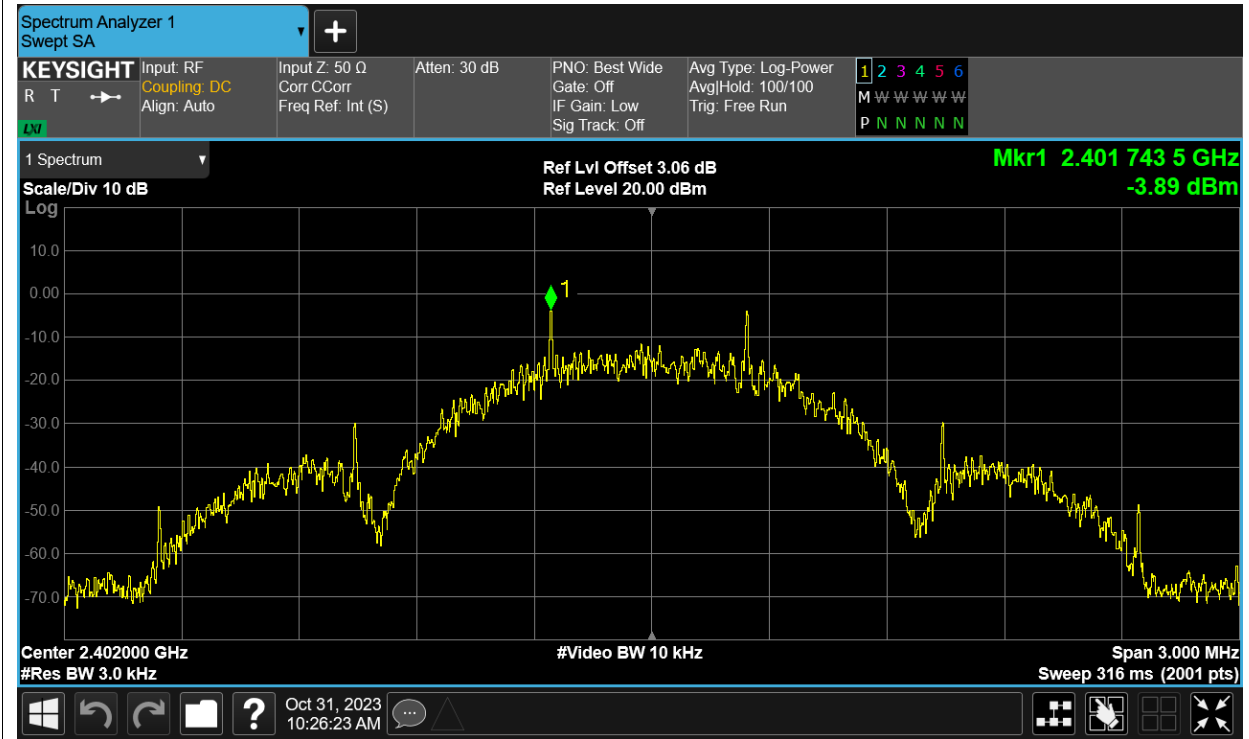 Spectrum Analyzer 1
Swept SA
+
KEYSIGHT Input: RF Input Z: 50 Ω Atten: 30 dB PNO: Best Wide Avg Type: Log-Power 1 2 3 4 5 6
R T Coupling: DC Corr CCorr Gate: Off Avg|Hold: 100/100 M W W W W W W
Align: Auto Freq Ref: Int (S) IF Gain: Low Trig: Free Run
LXI Sig Track: Off P N N N N N N
1 Spectrum
Ref Lvl Offset 3.06 dB Mkr1 2.401 743 5 GHz
Scale/Div 10 dB Ref Level 20.00 dBm -3.89 dBm
Log
10.0
0.00
1
-10.0
-20.0
-30.0
-40.0
-50.0
-60.0
-70.0
Center 2.402000 GHz #Video BW 10 kHz Span 3.000 MHz
#Res BW 3.0 kHz Sweep 316 ms (2001 pts)
? Oct 31, 2023
10:26:23 AM